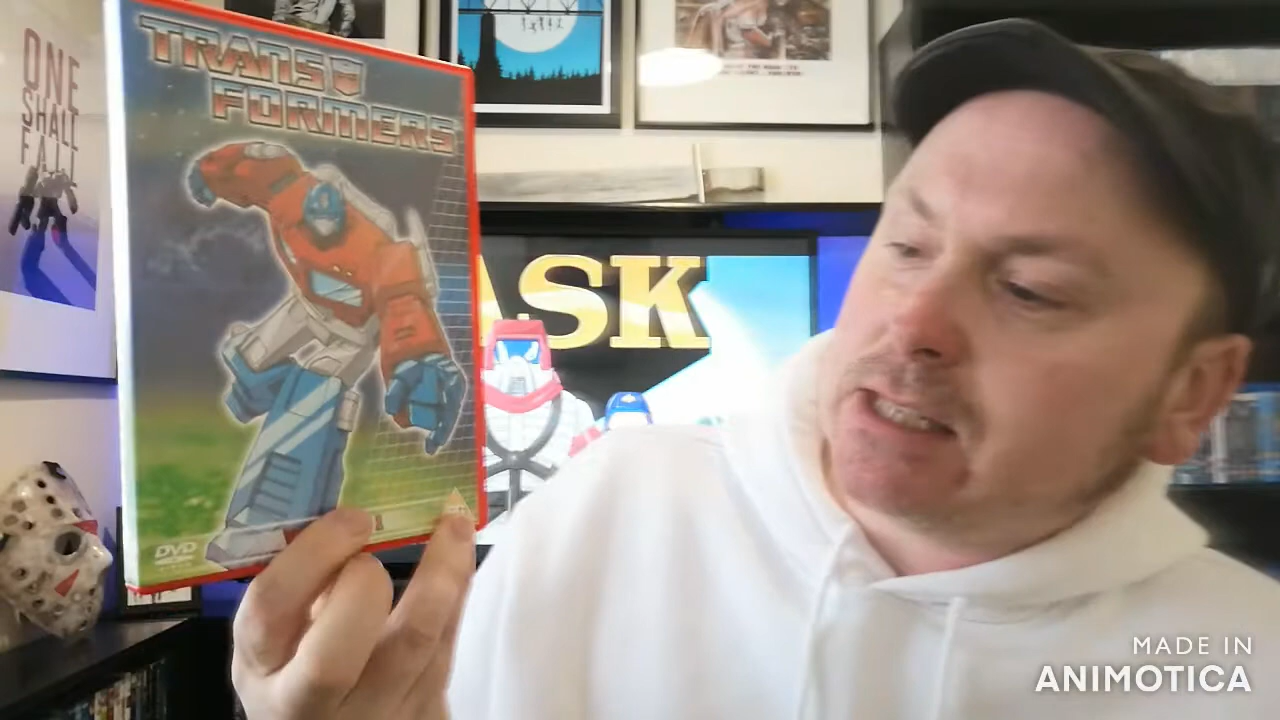 ONE
SHALL
FALL
TRANS
FORMERS
ASK
DVD
MADE IN
ANIMOTICA